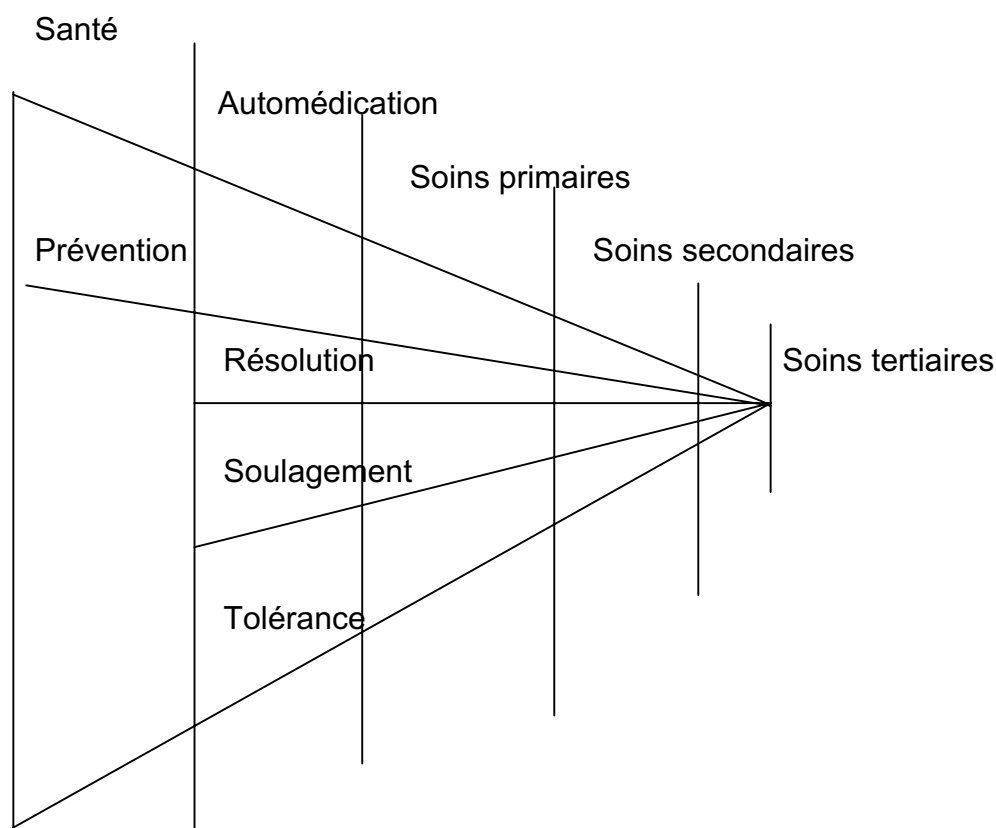 Santé
Automédication
Soins primaires
Prévention
Soins secondaires
Résolution
Soins tertiaires
Soulagement
Tolérance